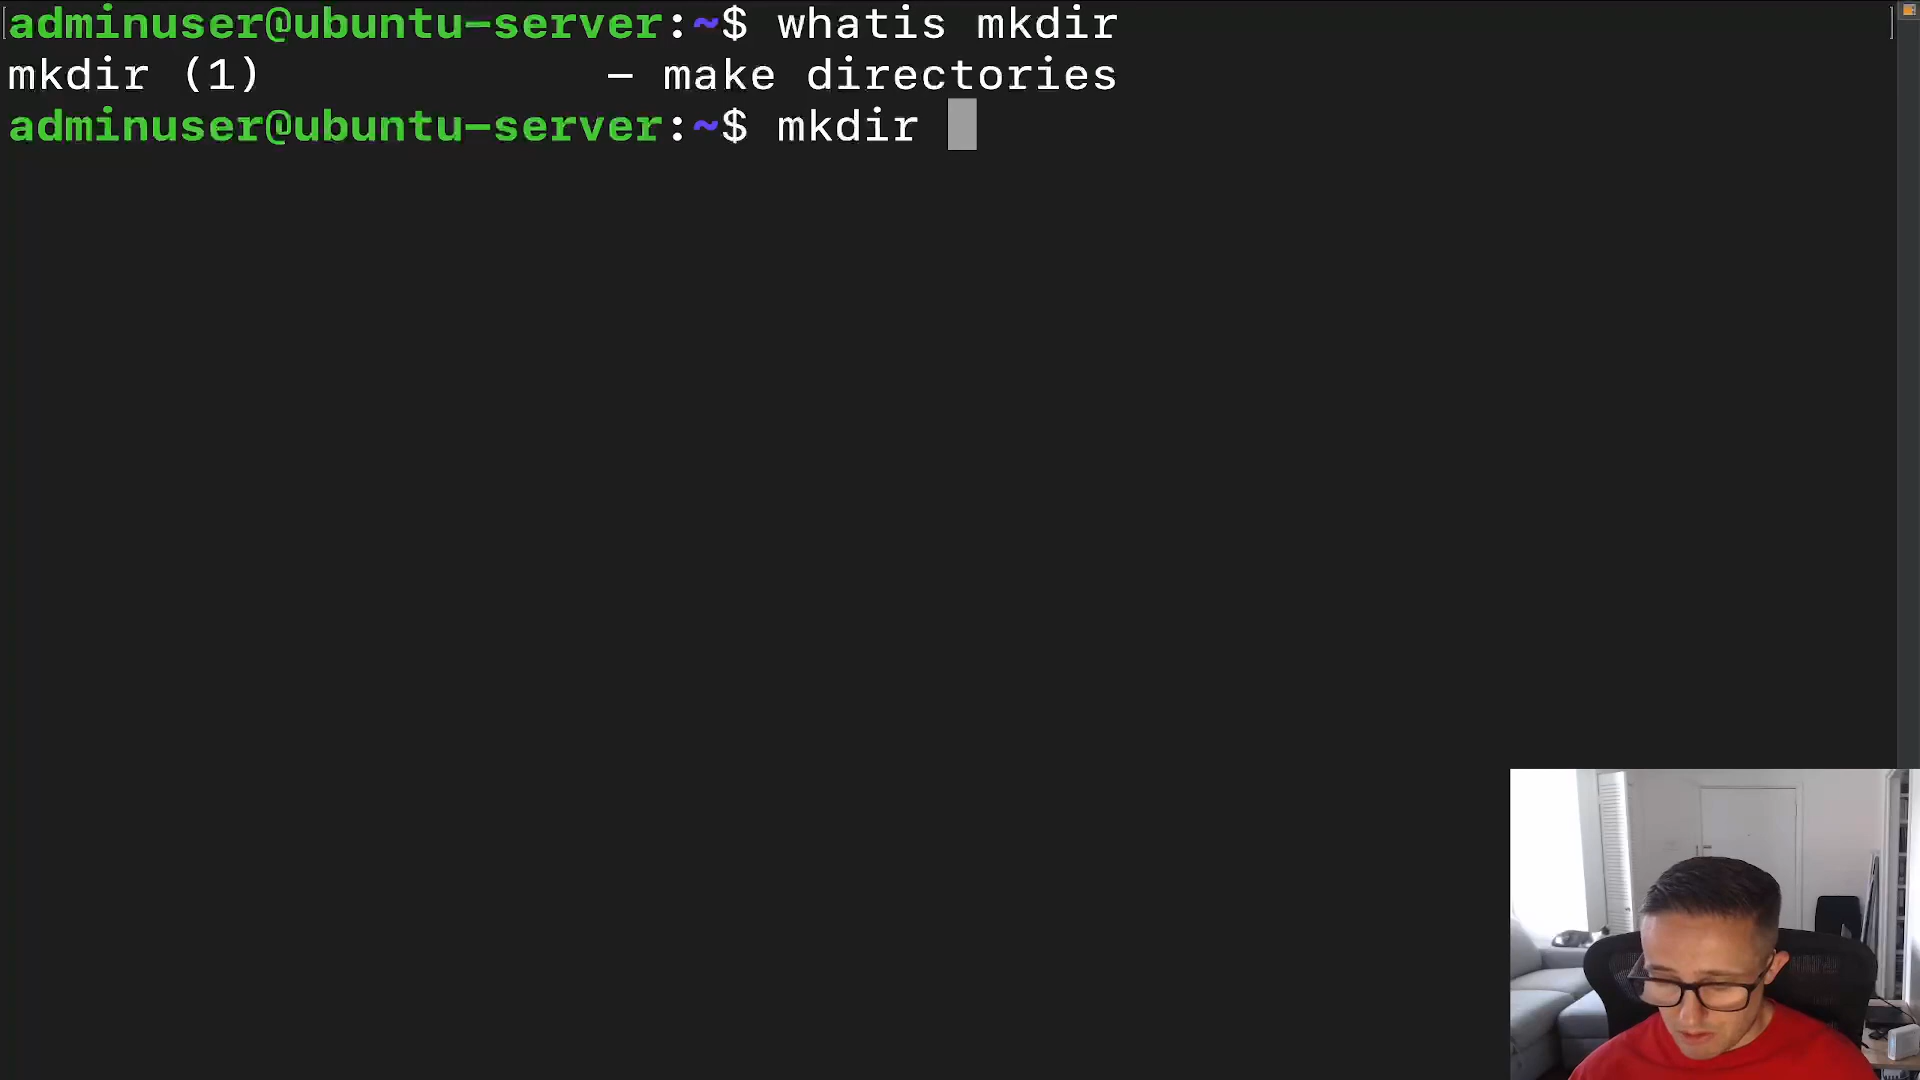 adminuser@ubuntu-server:~$ whatis mkdir
mkdir (1)            - make directories
adminuser@ubuntu-server:~$ mkdir